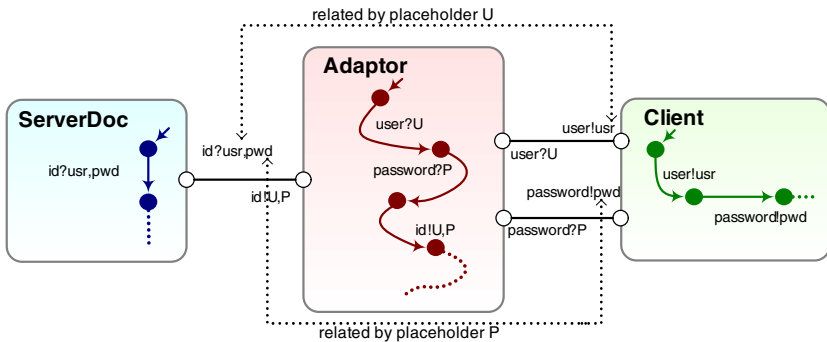 related by placeholder U
Adaptor
ServerDoc
Client
user?U
user!usr
id?usr,pwd
id?usr,pwd
user?U
password?P
user!usr
id!U,P
password!pwd
password!pwd
id!U,P
password?P
related by placeholder P